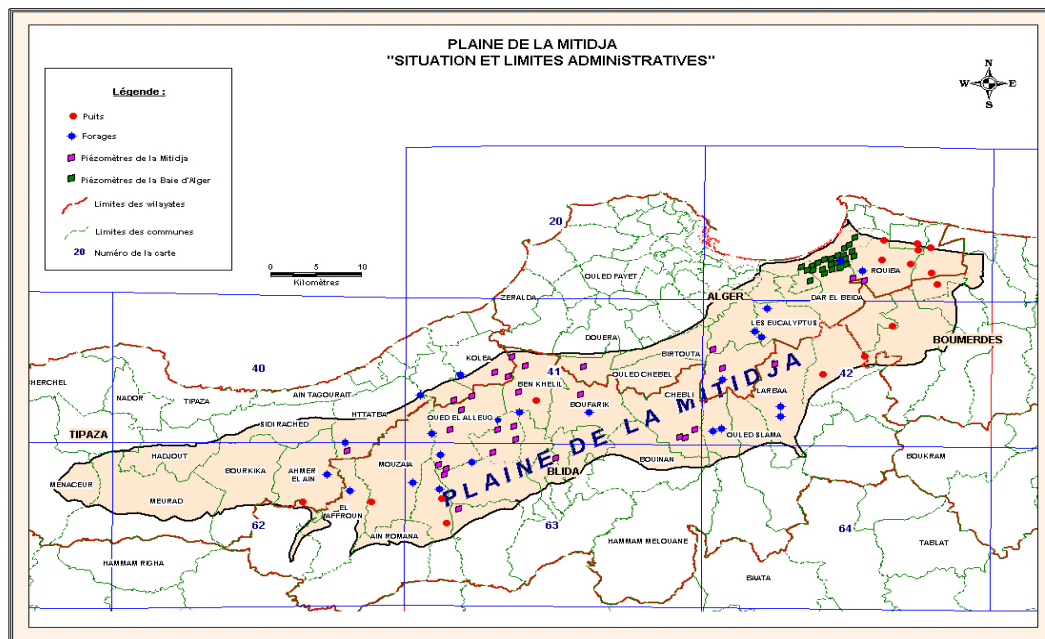 PLAINE DE LA MITIDJA
"SITUATION ET LIMITES ADMINiSTRATIVES"
N
W E
S
Légende :
Puits
Forages
Piézomètres de la Mitidja
Piézomètres de la Baie d'Alger
Limites des wilayates
Limites des communes
20 Numéro de la carte
0 5 10
Kilomètres
20
OULED FAYET
ZERALDA
ALGER
ROUIBA
DAR EL BEIDA
LES EUCALYPTUS
DOUERA
BOUMERDES
BIRTOUTA
KOLEA
40
41
42
OULED CHEBEL
HERCHEL
NADOR
TIPAZA
AIN TAGOURAIT
BEN KHELIL
CHEBLI
LARBAA
HTTATBA
BOUFARIK
OUED EL ALLEUG
SIDI RACHED
TIPAZA
OULED SLAMA
HADJOUT
BOURKIKA
AHMER
EL AIN
MOUZAIA
BLIDA
BOUINAN
BOUKRAM
MENACEUR
MEURAD
PLAINE DE LA MITIDJA
EL
AFFROUN
62
63
64
AIN ROMANA
HAMMAM MELOUANE
TABLAT
HAMMAM RIGHA
BAATA